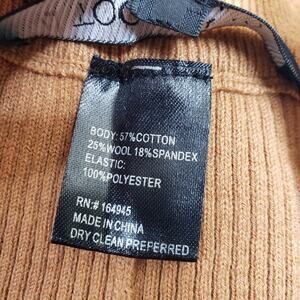 BODY: 57%COTTON
25%WOOL 18%SPANDEX
ELASTIC:
100%POLYESTER
RN:# 164945
MADE IN CHINA
DRY CLEAN PREFERRED